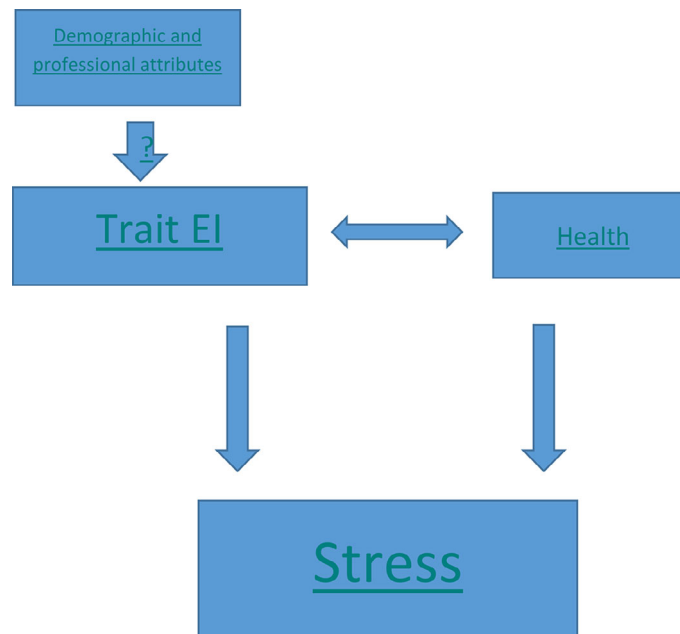 Demographic and
professional attributes
?
Trait EI
Health
Stress